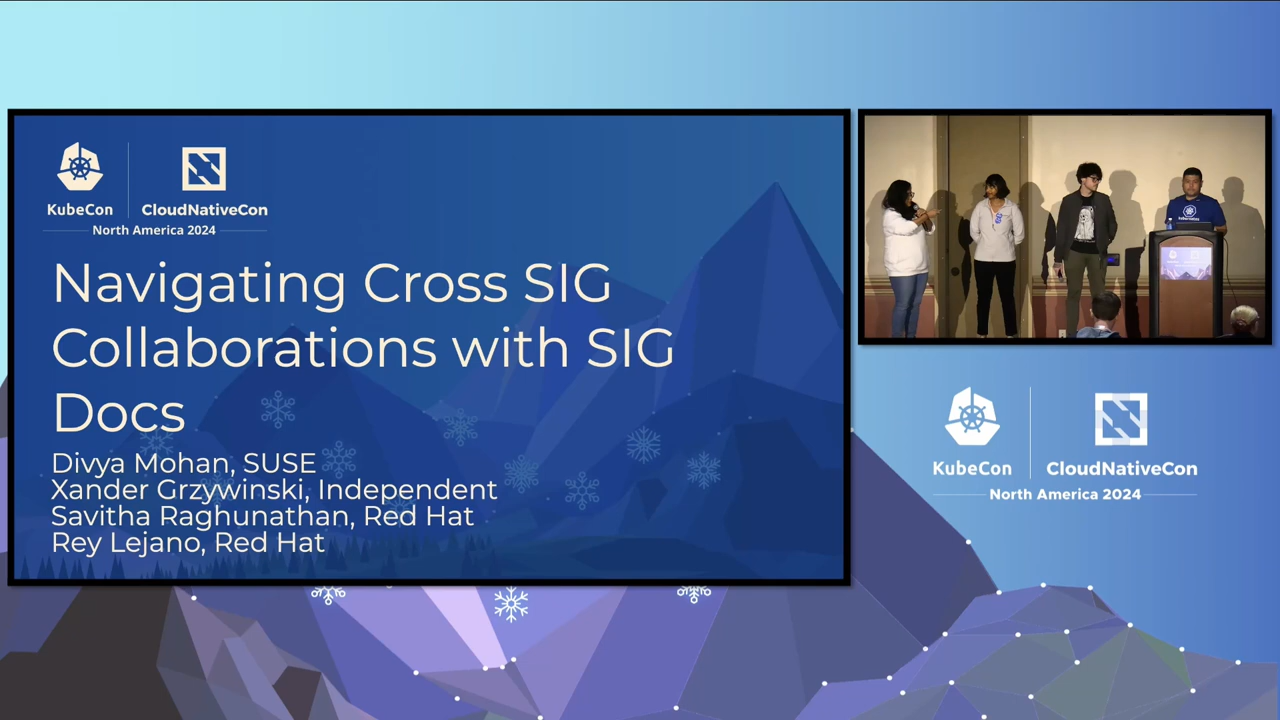 KubeCon
CloudNativeCon
North America 2024
Navigating Cross SIG
Collaborations with SIG
Docs
Divya Mohan, SUSE
Xander Grzywinski, Independent
Savitha Raghunathan, Red Hat
Rey Lejano, Red Hat
KubeCon
CloudNativeCon
North America 2024